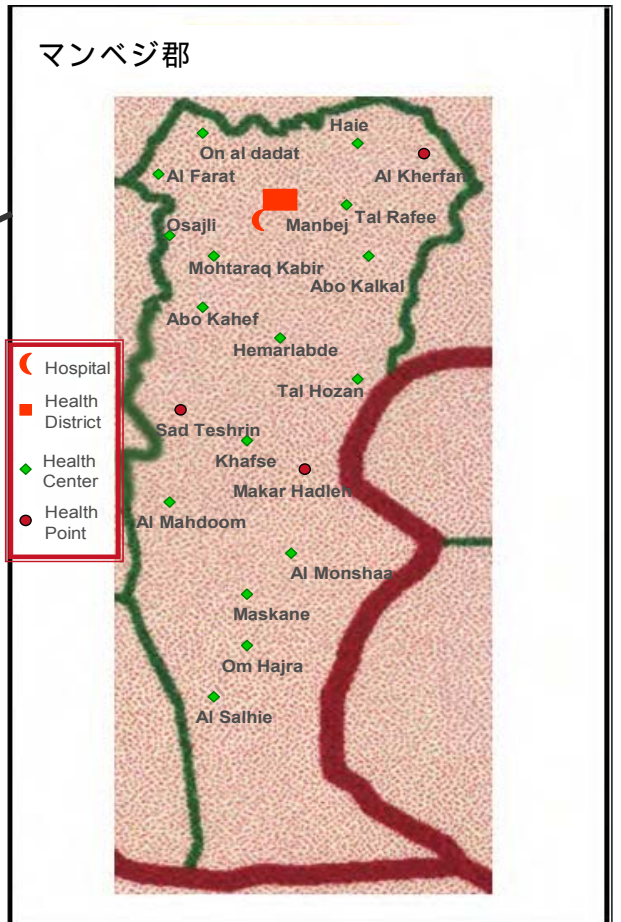 マンベジ郡
Haie
On al dadat
Al Farat
Al Kherfan
Tal Rafee
Osajli
Manbej
Mohtaraq Kabir
Abo Kalkal
Abo Kahef
Hemarlabde
Hospital
Health
District
Health
Center
Health
Point
Tal Hozan
Sad Teshrin
Khafse
Makar Hadleh
Al Mahdoom
Al Monshaa
Maskane
Om Hajra
Al Salhie